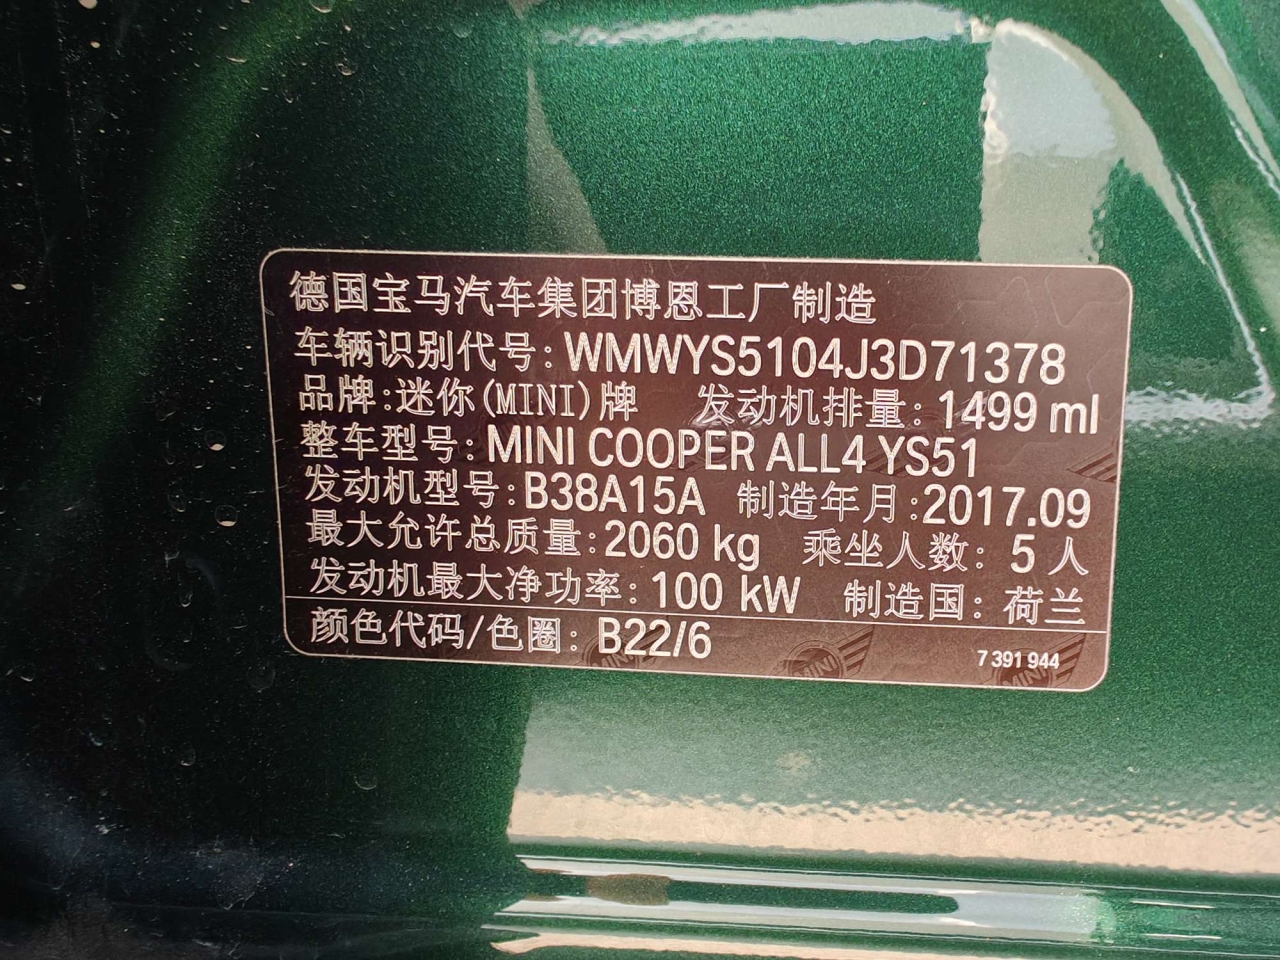 德国宝马汽车集团博恩工厂制造
车辆识别代号: WMWYS5104J3D71378
品牌:迷你(MINI)牌 发动机排量: 1499 ml
整车型号: MINI COOPER ALL4 YS51
发动机型号: B38A15A 制造年月:2017.09
最大允许总质量:2060 kg 乘坐人数: 5 人
发动机最大净功率: 100 kW 制造国: 荷兰
颜色代码/色圈: B22/6 7 391 944
MINI
MINI